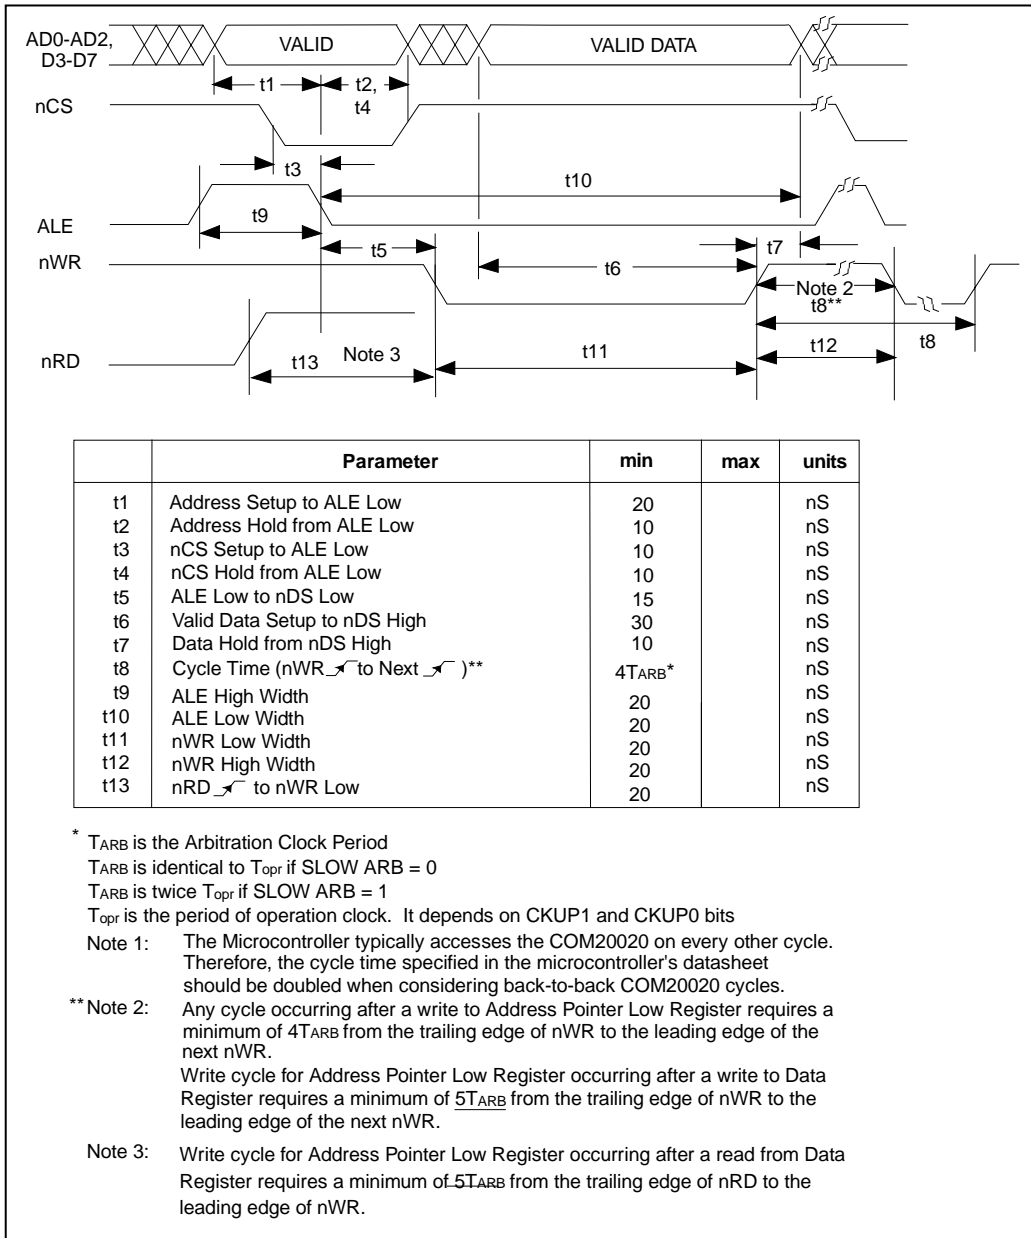 AD0-AD2,
D3-D7
VALID
VALID DATA
t1
t2,
t4
nCS
t3
t10
ALE
t9
t5
t7
nWR
t6
Note 2
t8**
t8
nRD
t13
Note 3
t11
t12
Parameter min max units
t1 Address Setup to ALE Low 20 nS
t2 Address Hold from ALE Low 10 nS
t3 nCS Setup to ALE Low 10 nS
t4 nCS Hold from ALE Low 10 nS
t5 ALE Low to nDS Low 15 nS
t6 Valid Data Setup to nDS High 30 nS
t7 Data Hold from nDS High 10 nS
t8 Cycle Time (nWR to Next )** 4TARB* nS
t9 ALE High Width 20 nS
t10 ALE Low Width 20 nS
t11 nWR Low Width 20 nS
t12 nWR High Width 20 nS
t13 nRD to nWR Low 20 nS
* TARB is the Arbitration Clock Period
TARB is identical to Topr if SLOW ARB = 0
TARB is twice Topr if SLOW ARB = 1
Topr is the period of operation clock. It depends on CKUP1 and CKUP0 bits
Note 1: The Microcontroller typically accesses the COM20020 on every other cycle.
Therefore, the cycle time specified in the microcontroller's datasheet
should be doubled when considering back-to-back COM20020 cycles.
**Note 2: Any cycle occurring after a write to Address Pointer Low Register requires a
minimum of 4TARB from the trailing edge of nWR to the leading edge of the
next nWR.
Write cycle for Address Pointer Low Register occurring after a write to Data
Register requires a minimum of 5TARB from the trailing edge of nWR to the
leading edge of the next nWR.
Note 3: Write cycle for Address Pointer Low Register occurring after a read from Data
Register requires a minimum of 5TARB from the trailing edge of nRD to the
leading edge of nWR.